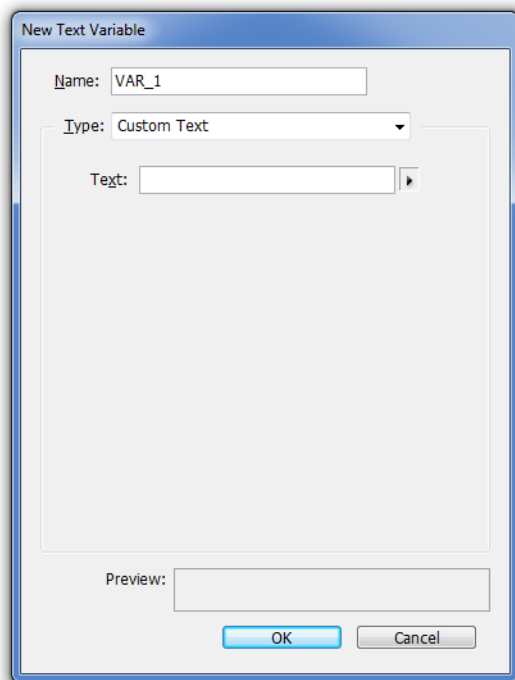 New Text Variable
Name: VAR_1
Type: Custom Text
Text:
Preview:
OK Cancel